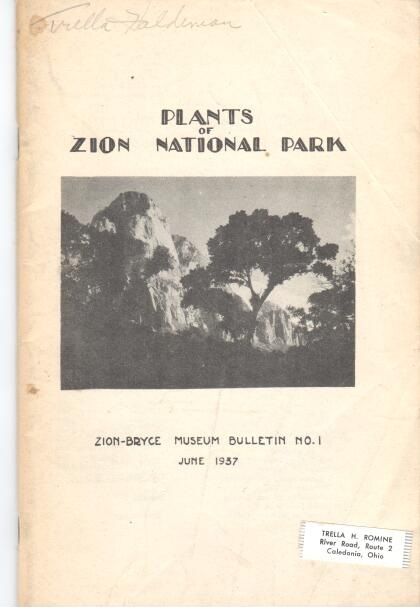 Trella Haldeman
PLANTS
OF
ZION NATIONAL PARK
ZION-BRYCE MUSEUM BULLETIN NO. 1
JUNE 1937
TRELLA H. ROMINE
River Road, Route 2
Caledonia, Ohio